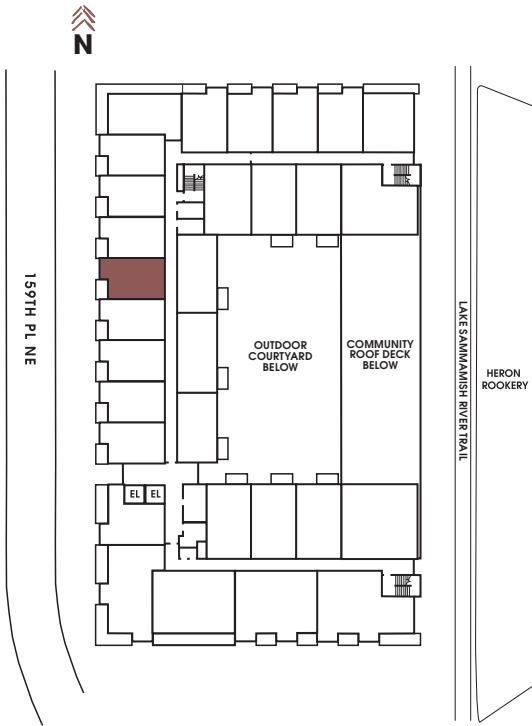 N
159TH PL NE
OUTDOOR
COURTYARD
BELOW
COMMUNITY
ROOF DECK
BELOW
LAKE SAMMAMISH RIVER TRAIL
HERON
ROOKERY
EL EL